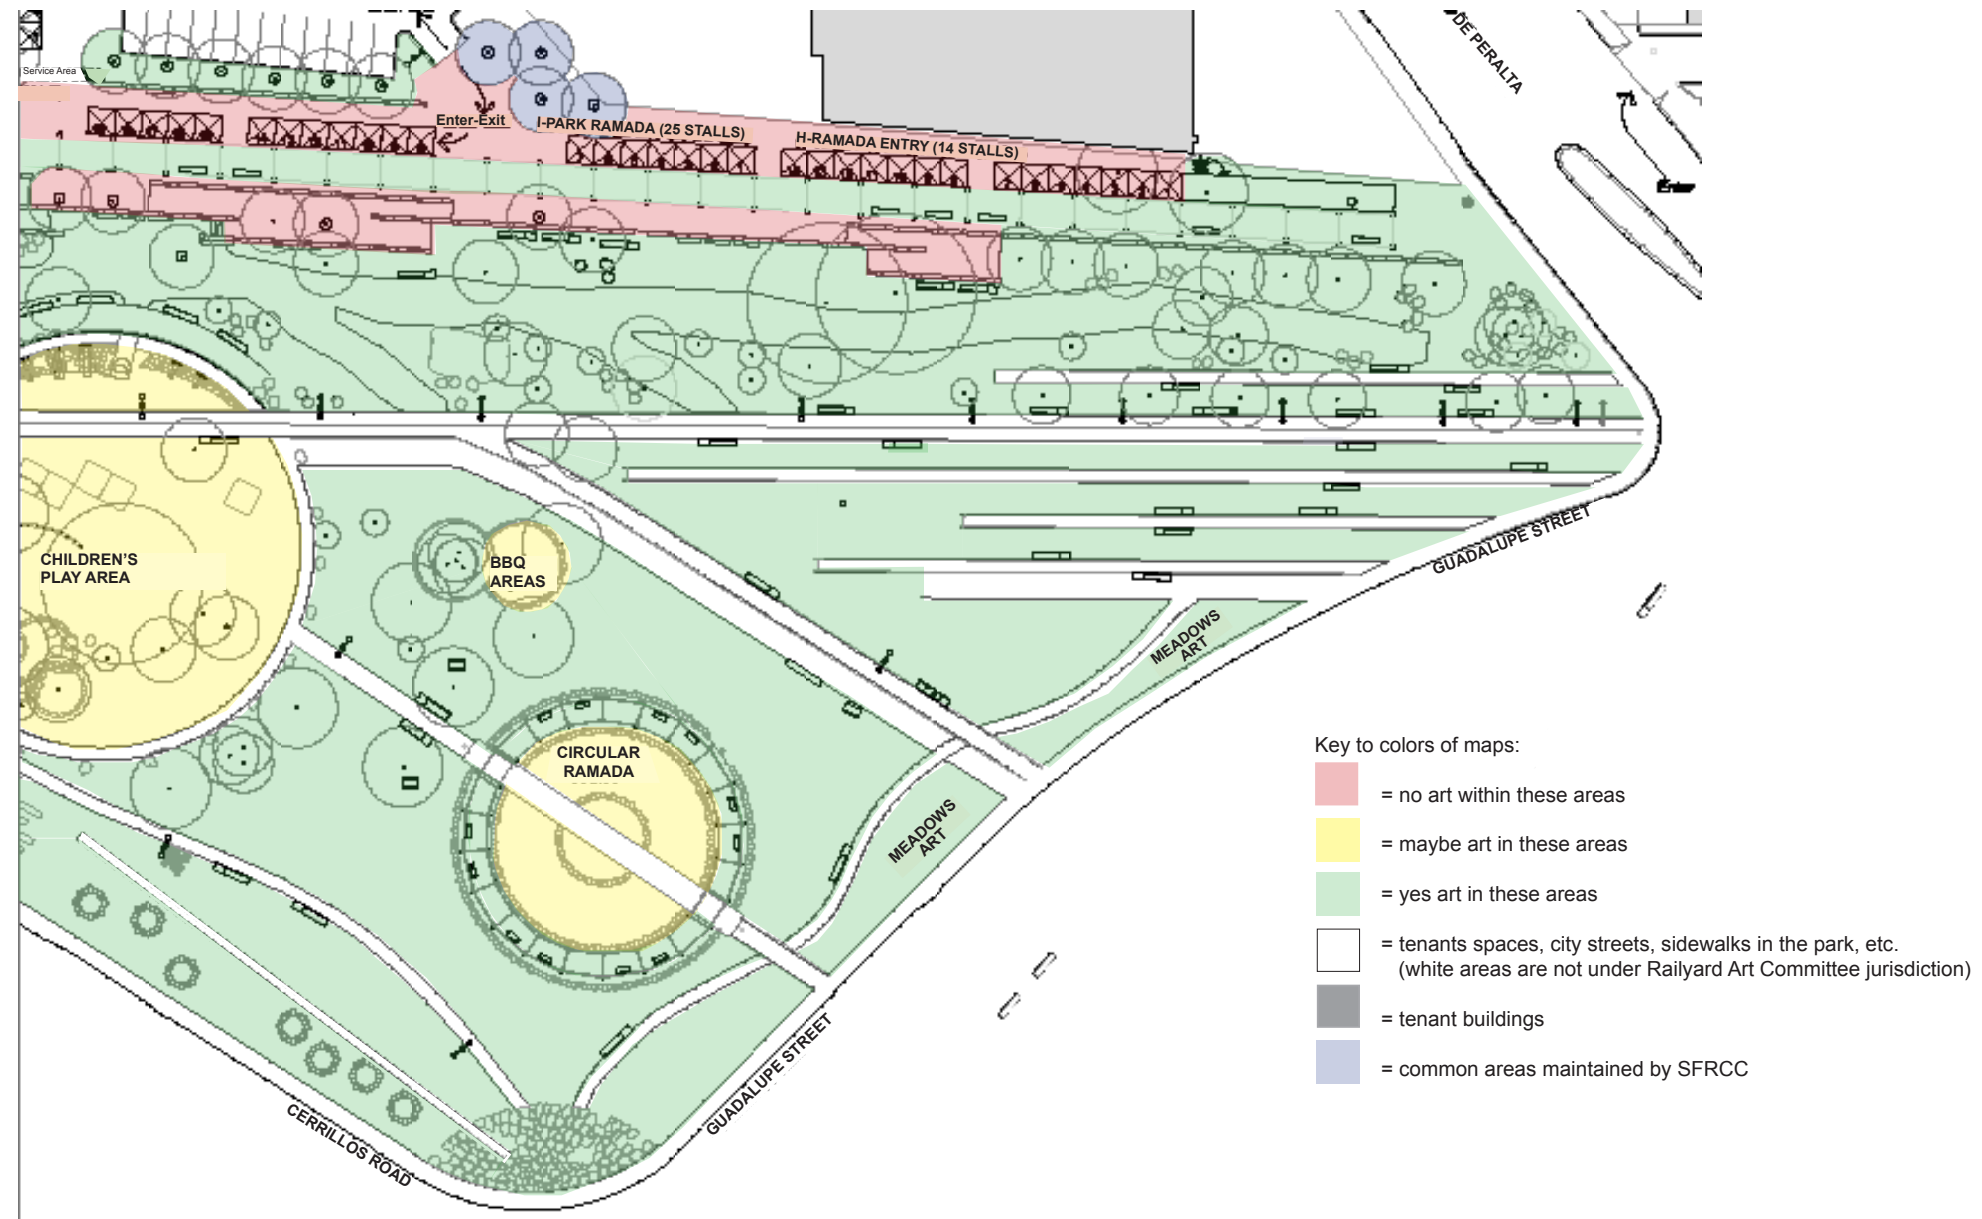 DE PERALTA
Service Area
Enter-Exit
I-PARK RAMADA (25 STALLS)
H-RAMADA ENTRY (14 STALLS)
Enter
CHILDREN'S
PLAY AREA
BBQ
AREAS
GUADALUPE STREET
MEADOWS
ART
CIRCULAR
RAMADA
MEADOWS
ART
GUADALUPE STREET
CERRILLOS ROAD
Key to colors of maps:
= no art within these areas
= maybe art in these areas
= yes art in these areas
= tenants spaces, city streets, sidewalks in the park, etc.
(white areas are not under Railyard Art Committee jurisdiction)
= tenant buildings
= common areas maintained by SFRCC